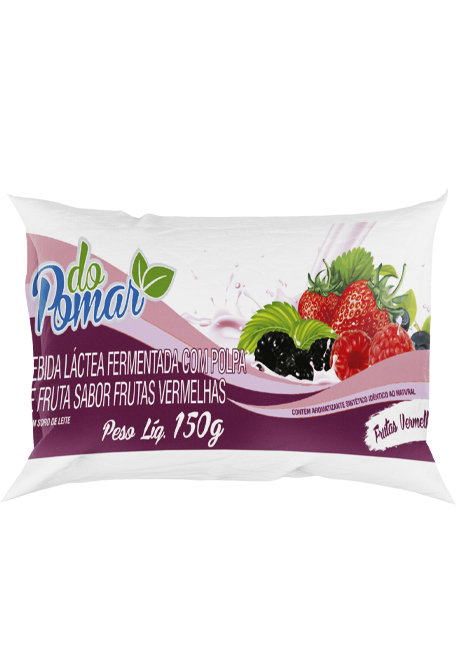 do
Pomar
EBIDA LÁCTEA FERMENTADA COM POLPA
E FRUTA SABOR FRUTAS VERMELHAS
M SORO DE LEITE
Peso Líq. 150g
CONTÉM AROMATIZANTE SINTÉTICO IDÊNTICO AO NATURAL
Frutas Vermel